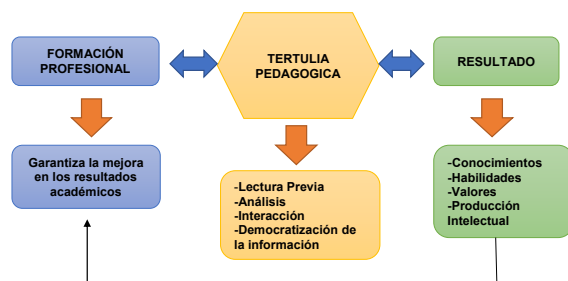 FORMACIÓN
PROFESIONAL
TERTULIA
PEDAGOGICA
RESULTADO
Garantiza la mejora
en los resultados
académicos
-Lectura Previa
-Análisis
-Interacción
-Democratización de
la información
-Conocimientos
-Habilidades
-Valores
-Producción
Intelectual